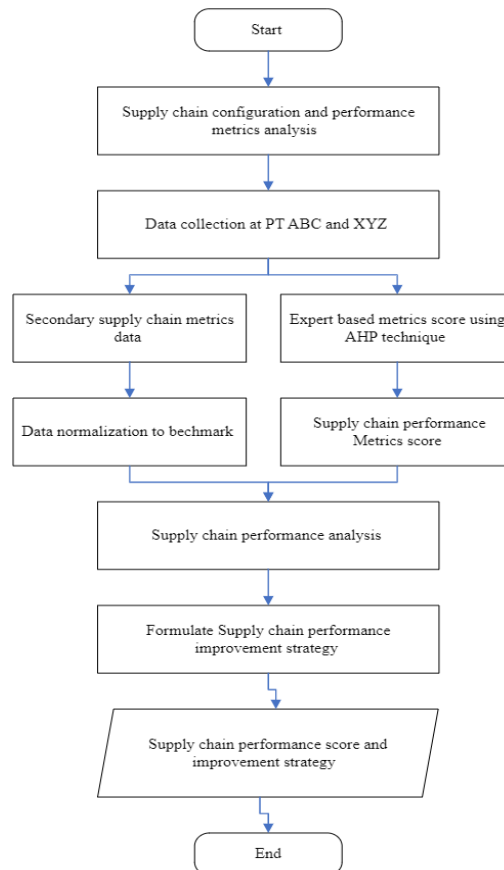 Start
Supply chain configuration and performance
metrics analysis
Data collection at PT ABC and XYZ
Secondary supply chain metrics
data
Expert based metrics score using
AHP technique
Data normalization to bechmark
Supply chain performance
Metrics score
Supply chain performance analysis
Formulate Supply chain performance
improvement strategy
Supply chain performance score and
improvement strategy
End